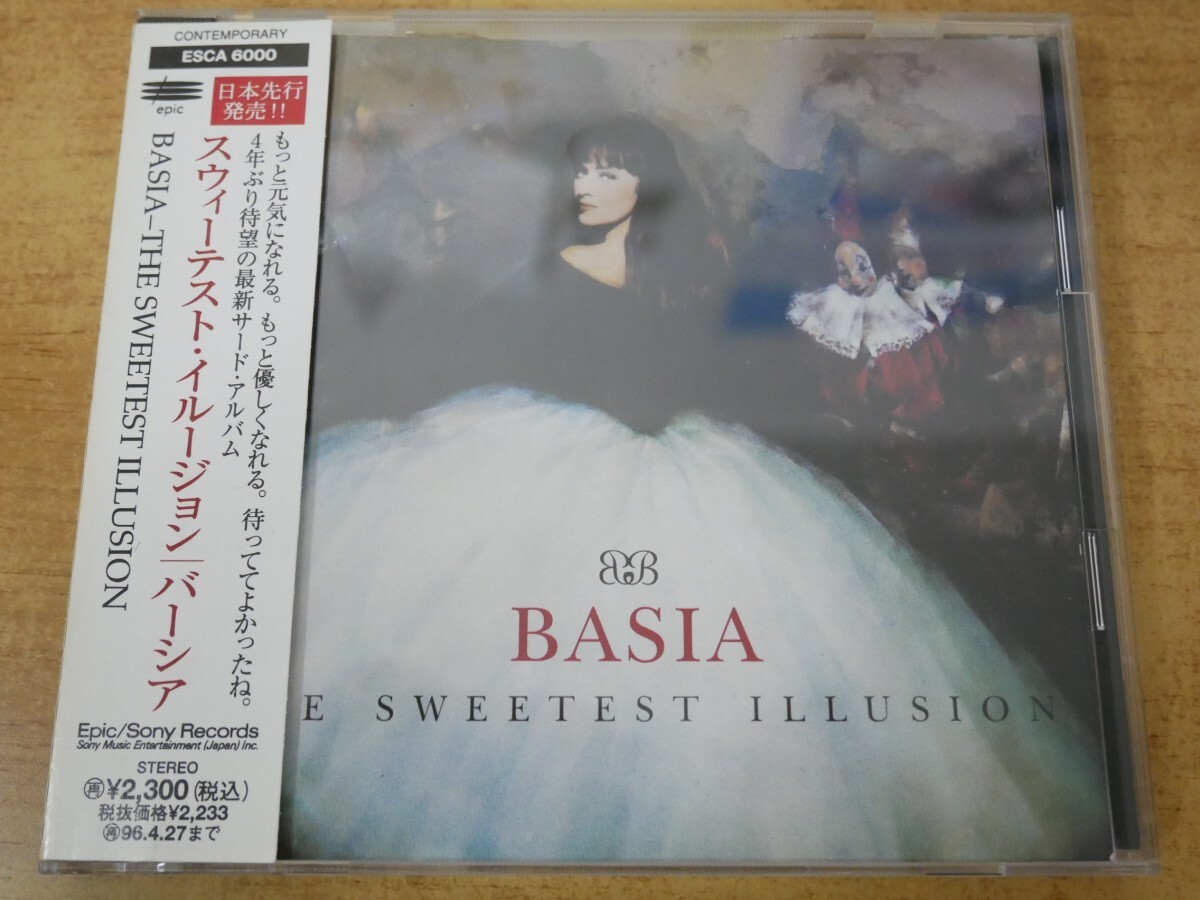 CONTEMPORARY
ESCA 6000
epic
日本先行
発売!!
もっと元気になれる。もっと優しくなれる。待っててよかったね。
4年ぶり待望の最新サード・アルバム
スウィーテスト・イルージョン|バーシア
BASIA–THE SWEETEST ILLUSION
Epic/Sony Records
Sony Music Entertainment (Japan) Inc.
STEREO
再¥2,300(税込)
税抜価格¥2,233
再96.4.27まで
BASIA
E SWEETEST ILLUSION